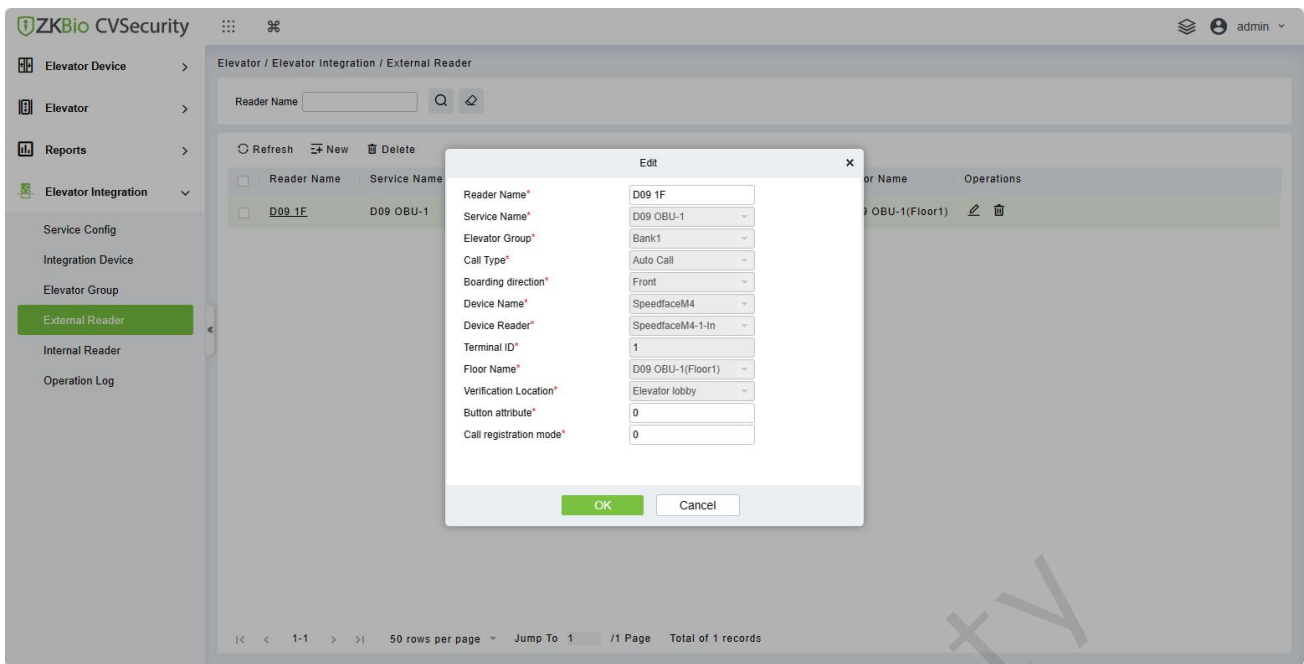 ZKBio CVSecurity
admin
Elevator Device
Elevator
Reports
Elevator Integration
Service Config
Integration Device
Elevator Group
External Reader
Internal Reader
Operation Log
Elevator / Elevator Integration / External Reader
Reader Name
Refresh New Delete
Reader Name Service Name or Name Operations
D09 1F D09 OBU-1 OBU-1(Floor1)
Edit
Reader Name* D09 1F
Service Name* D09 OBU-1
Elevator Group* Bank1
Call Type* Auto Call
Boarding direction* Front
Device Name* SpeedfaceM4
Device Reader* SpeedfaceM4-1-In
Terminal ID* 1
Floor Name* D09 OBU-1(Floor1)
Verification Location* Elevator lobby
Button attribute* 0
Call registration mode* 0
OK Cancel
1-1 50 rows per page Jump To 1 /1 Page Total of 1 records